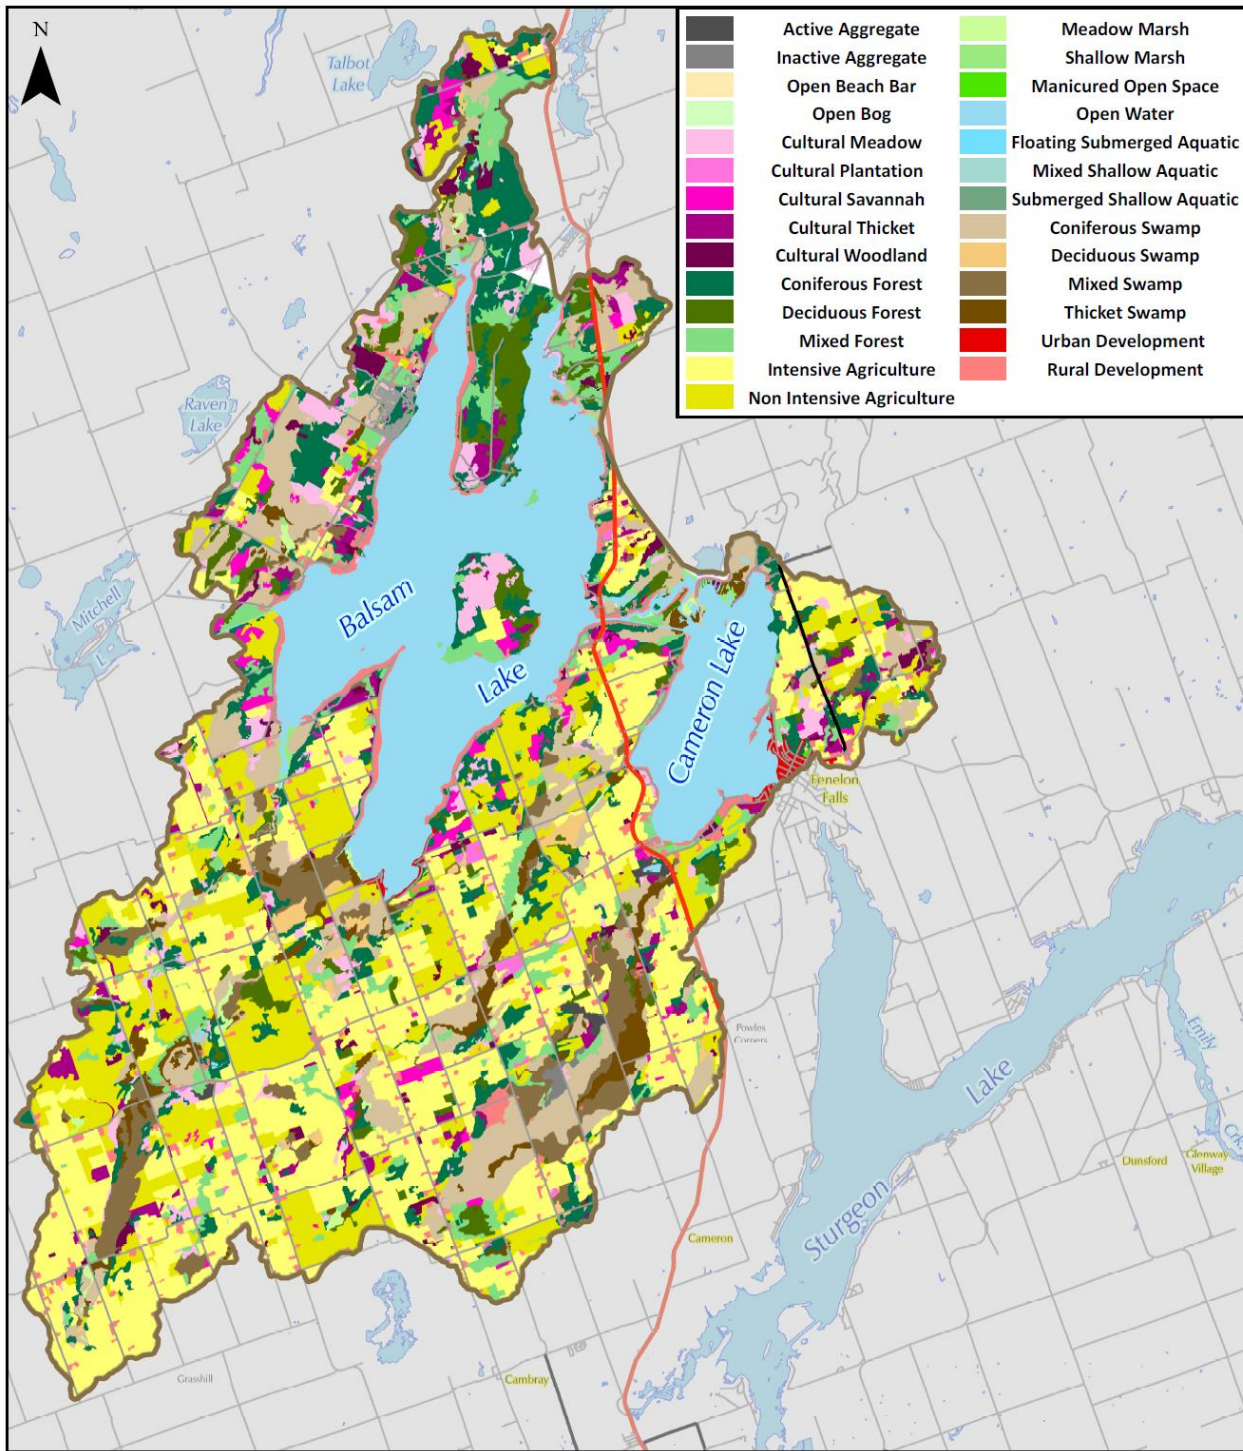 N
Active Aggregate
Inactive Aggregate
Open Beach Bar
Open Bog
Cultural Meadow
Cultural Plantation
Cultural Savannah
Cultural Thicket
Cultural Woodland
Coniferous Forest
Deciduous Forest
Mixed Forest
Intensive Agriculture
Non Intensive Agriculture
Meadow Marsh
Shallow Marsh
Manicured Open Space
Open Water
Floating Submerged Aquatic
Mixed Shallow Aquatic
Submerged Shallow Aquatic
Coniferous Swamp
Deciduous Swamp
Mixed Swamp
Thicket Swamp
Urban Development
Rural Development
Talbot
Lake
Raven
Lake
Mitchell
L.
Balsam
Lake
Cameron Lake
Fenelon
Falls
Powles
Corners
Sturgeon
Lake
Emily
Crk.
Dunsford
Glenway
Village
Cameron
Cambray
Grasshill